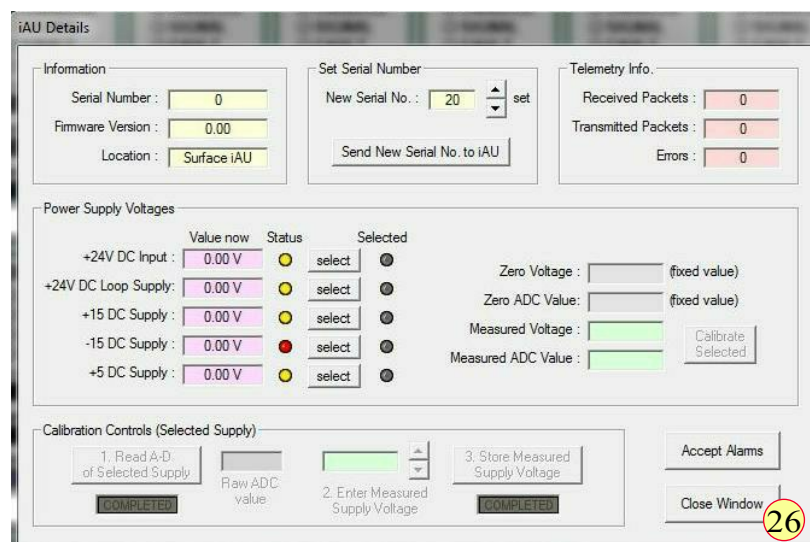 iAU Details
Information
Serial Number : 0
Firmware Version : 0.00
Location : Surface iAU
Set Serial Number
New Serial No. : 20 set
Send New Serial No. to iAU
Telemetry Info.
Received Packets : 0
Transmitted Packets : 0
Errors : 0
Power Supply Voltages
Value now Status Selected
+24V DC Input : 0.00 V select
+24V DC Loop Supply: 0.00 V select
+15 DC Supply : 0.00 V select
-15 DC Supply : 0.00 V select
+5 DC Supply : 0.00 V select
Zero Voltage : (fixed value)
Zero ADC Value: (fixed value)
Measured Voltage :
Measured ADC Value :
Calibrate
Selected
Calibration Controls (Selected Supply)
1. Read A-D
of Selected Supply
COMPLETED
Raw ADC
value
2. Enter Measured
Supply Voltage
3. Store Measured
Supply Voltage
COMPLETED
Accept Alarms
Close Window
26